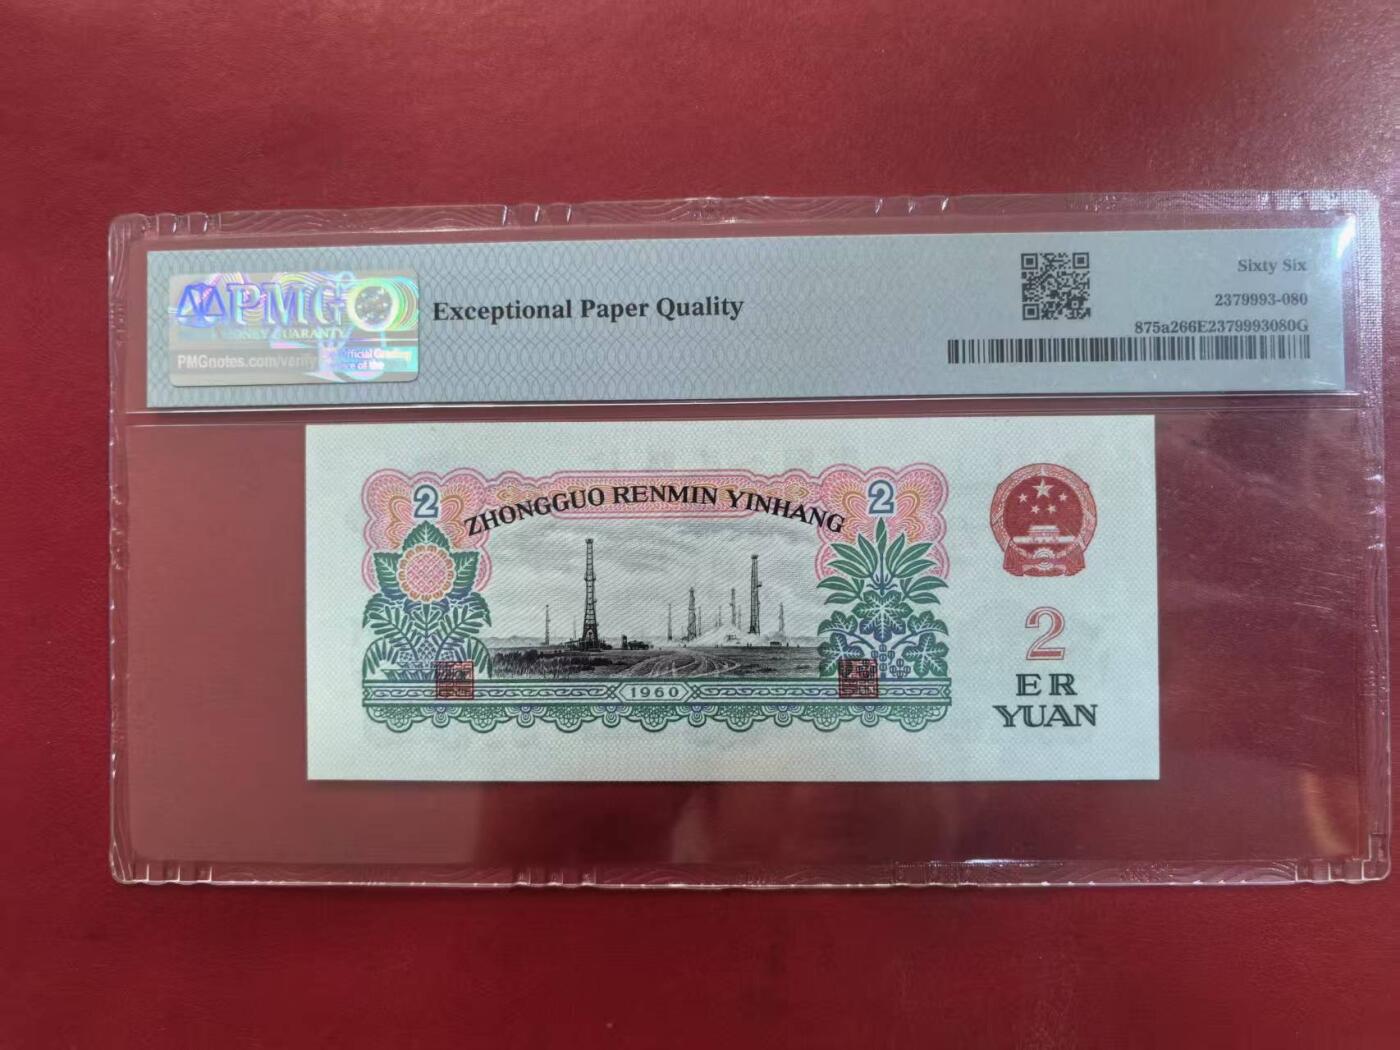 PMG
PMGnotes.com/verify
Exceptional Paper Quality
Sixty Six
2379993-080
875a266E2379993080G
2
ZHONGGUO RENMIN YINHANG
2
1960
2
ER
YUAN